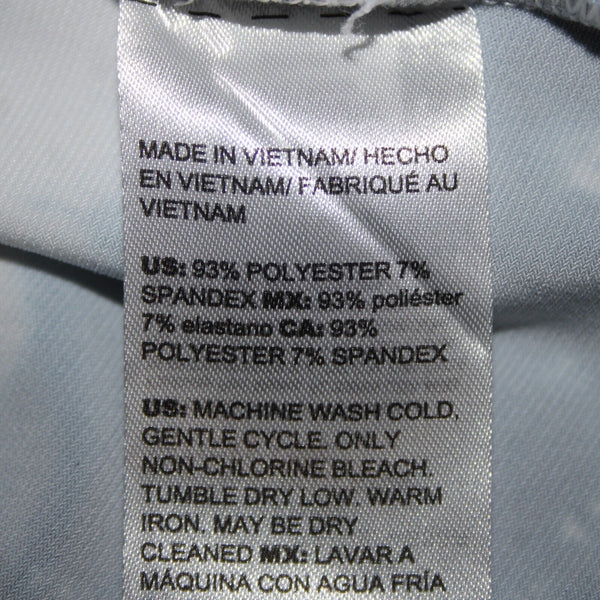 MADE IN VIETNAM/ HECHO
EN VIETNAM/ FABRIQUÉ AU
VIETNAM
US: 93% POLYESTER 7%
SPANDEX MX: 93% poliéster
7% elastano CA: 93%
POLYESTER 7% SPANDEX
US: MACHINE WASH COLD,
GENTLE CYCLE. ONLY
NON-CHLORINE BLEACH.
TUMBLE DRY LOW. WARM
IRON. MAY BE DRY
CLEANED MX: LAVAR A
MÁQUINA CON AGUA FRÍA